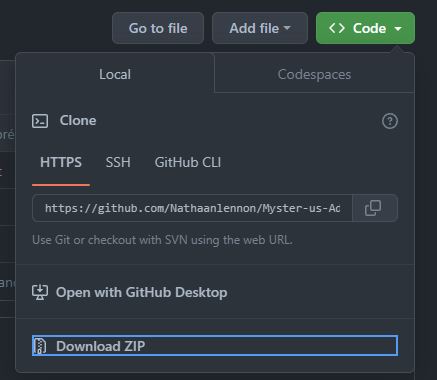 Go to file
Add file
Code
Local
Codespaces
Clone
HTTPS
SSH
GitHub CLI
https://github.com/Nathaanlennon/Myster-us-Ad
Use Git or checkout with SVN using the web URL.
Open with GitHub Desktop
Download ZIP